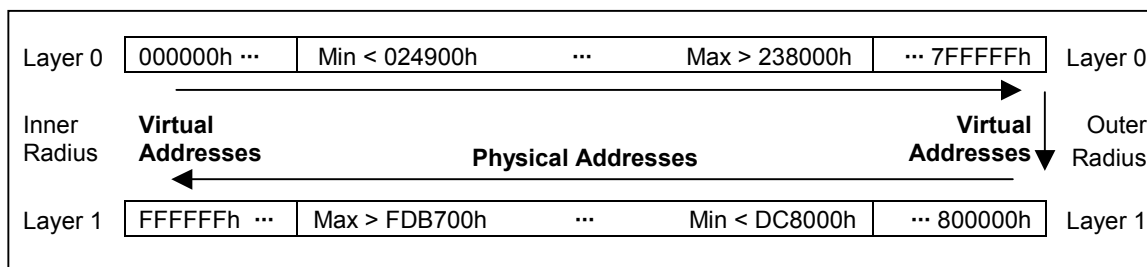 Layer 0 000000h ··· Min < 024900h ··· Max > 238000h ··· 7FFFFFh Layer 0
Inner Radius Virtual Addresses Physical Addresses Virtual Addresses Outer Radius
Layer 1 FFFFFFh ··· Max > FDB700h ··· Min < DC8000h ··· 800000h Layer 1